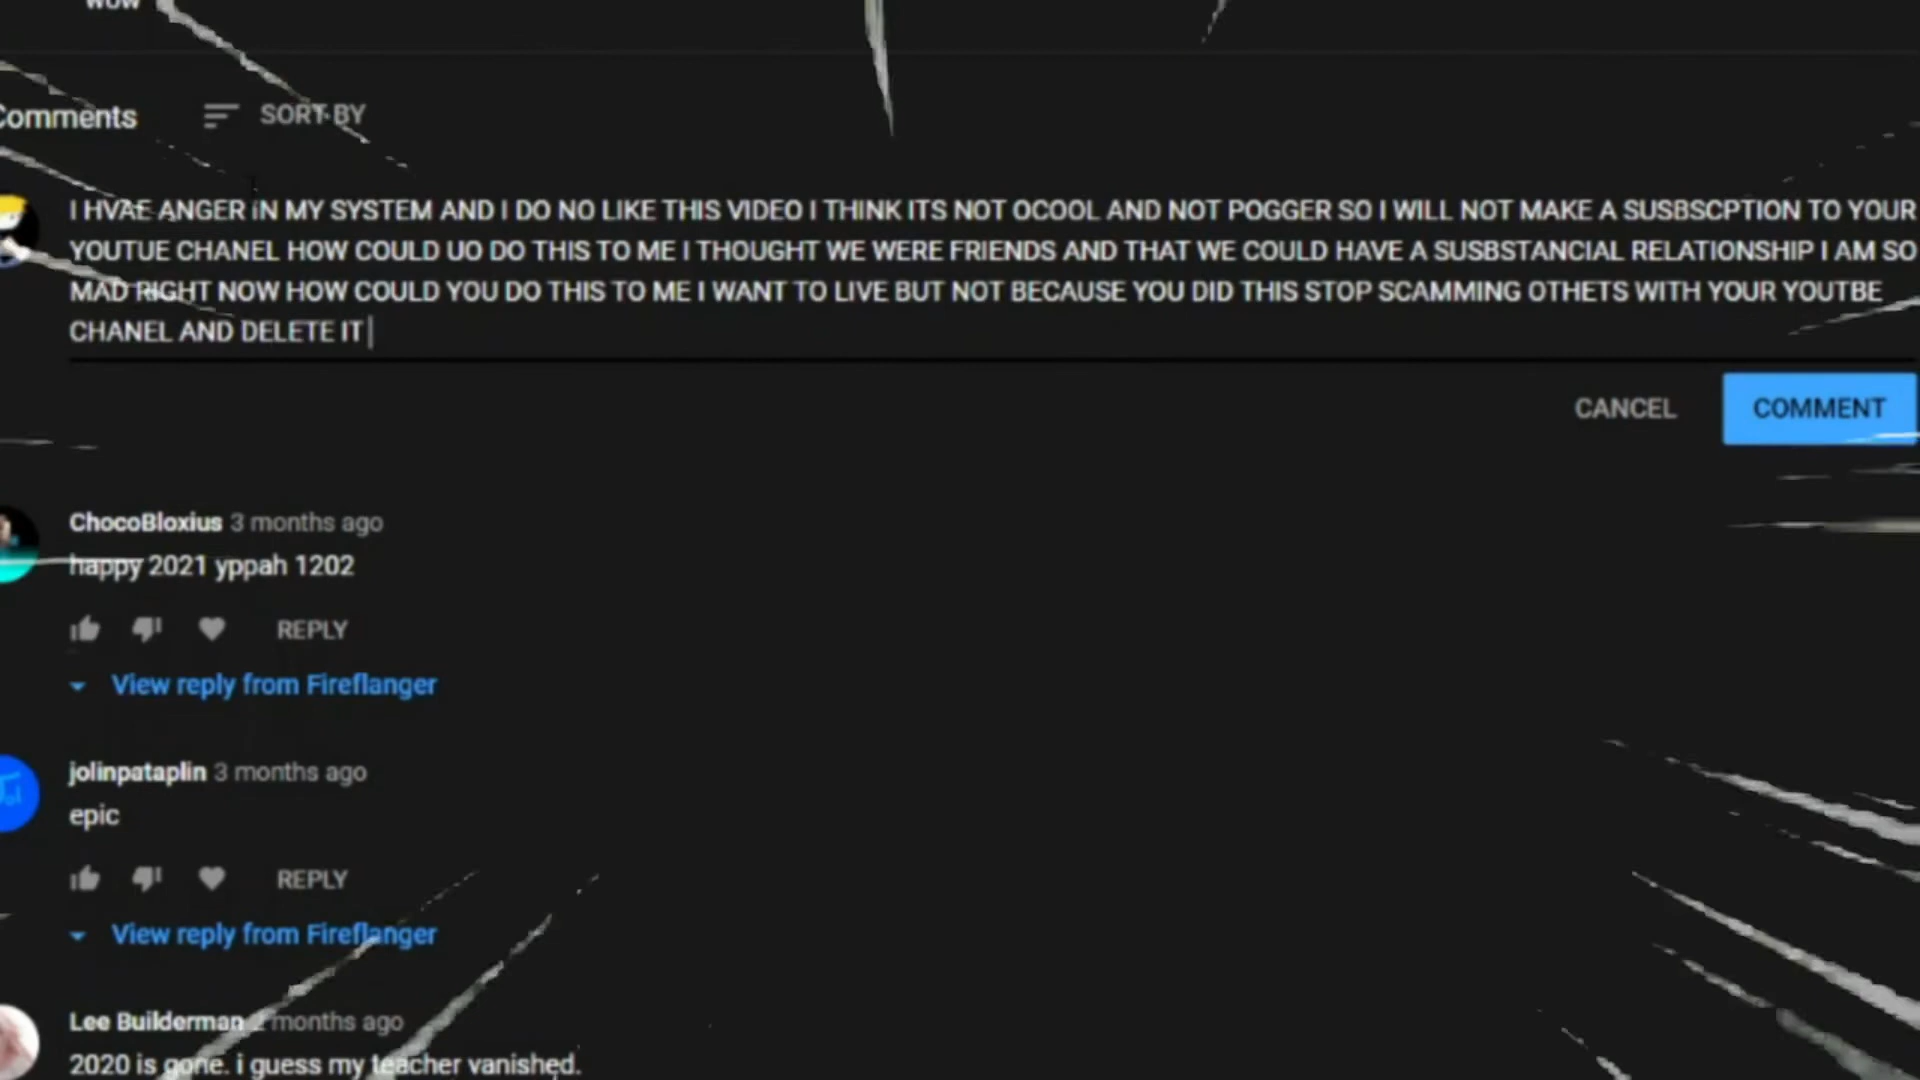 wow
Comments
SORT BY
I HVAE ANGER iN MY SYSTEM AND I DO NO LIKE THIS VIDEO I THINK ITS NOT OCOOL AND NOT POGGER SO I WILL NOT MAKE A SUSBSCPTION TO YOUR
YOUTUE CHANEL HOW COULD UO DO THIS TO ME I THOUGHT WE WERE FRIENDS AND THAT WE COULD HAVE A SUSBSTANCIAL RELATIONSHIP I AM SO
MAD RIGHT NOW HOW COULD YOU DO THIS TO ME I WANT TO LIVE BUT NOT BECAUSE YOU DID THIS STOP SCAMMING OTHETS WITH YOUR YOUTBE
CHANEL AND DELETE IT
CANCEL
COMMENT
ChocoBloxius 3 months ago
happy 2021 yppah 1202
REPLY
View reply from Fireflanger
jolinpataplin 3 months ago
epic
REPLY
View reply from Fireflanger
Lee Builderman 2 months ago
2020 is gone. i guess my teacher vanished.